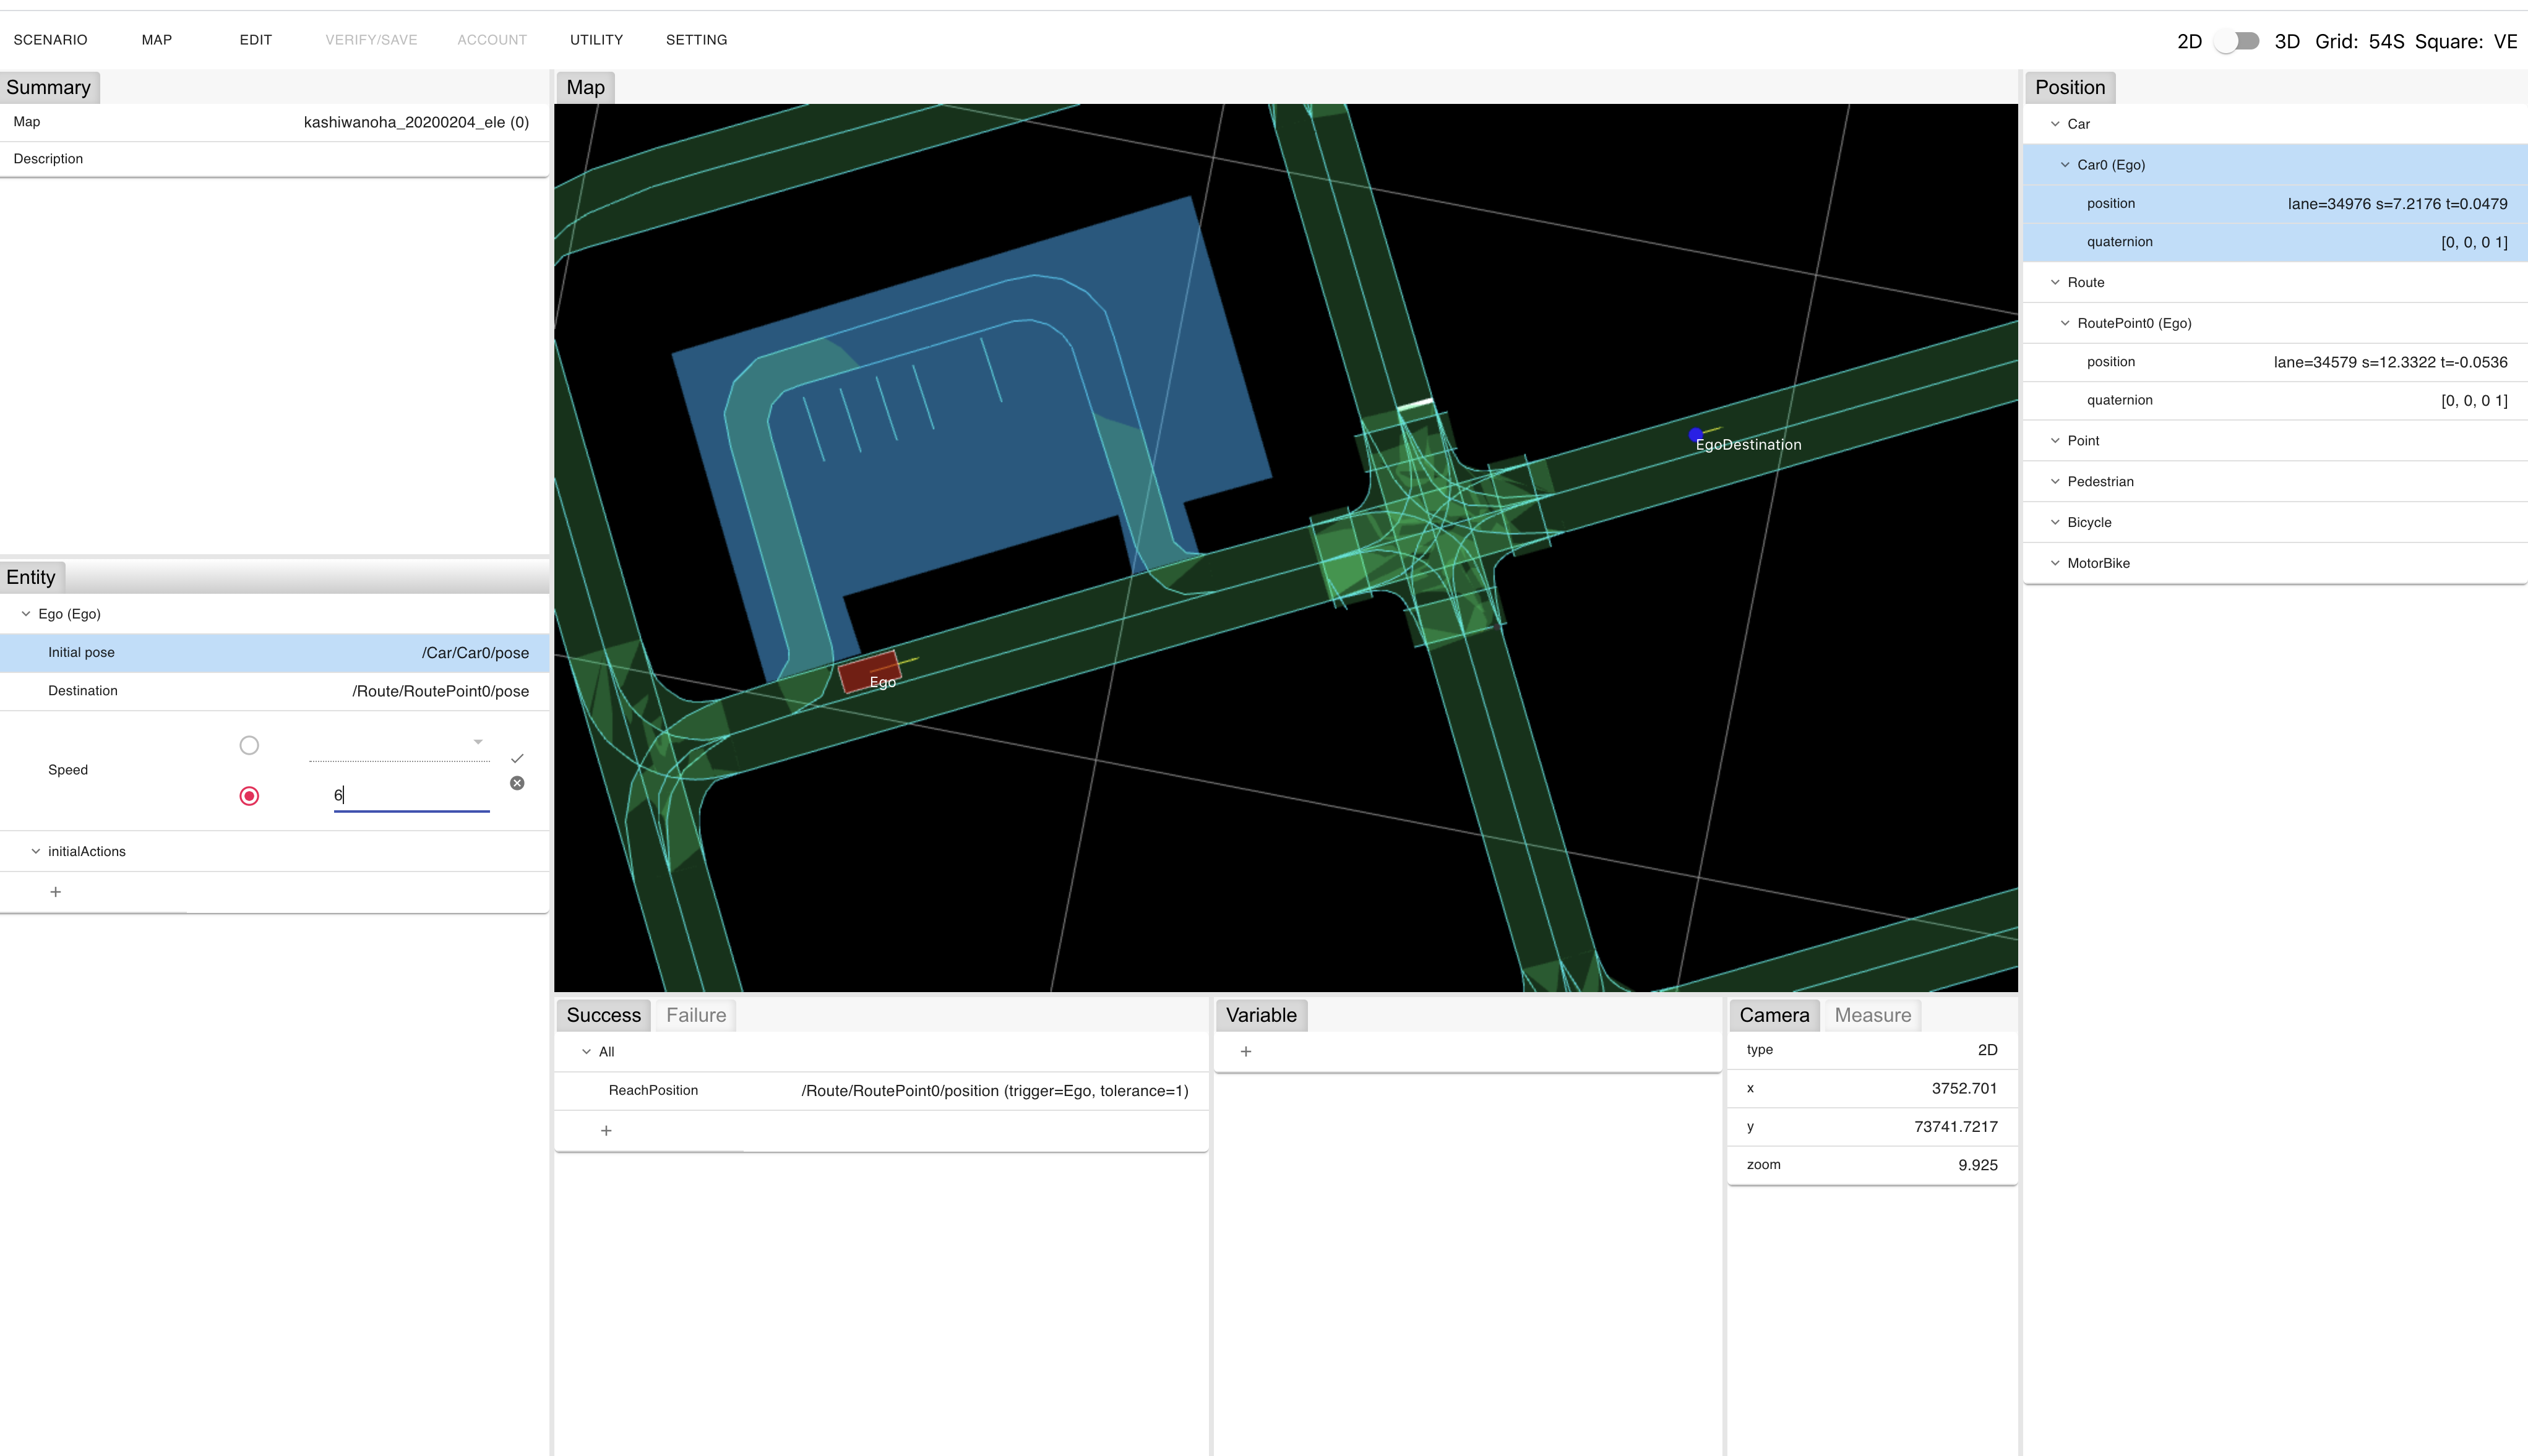 SCENARIO MAP EDIT VERIFY/SAVE ACCOUNT UTILITY SETTING 2D 3D Grid: 54S Square: VE
Summary
Map kashiwanoha_20200204_ele (0)
Description
Entity
Ego (Ego)
Initial pose /Car/Car0/pose
Destination /Route/RoutePoint0/pose
Speed
6
initialActions
+
Map
EgoDestination
Ego
Success Failure
All
ReachPosition /Route/RoutePoint0/position (trigger=Ego, tolerance=1)
+
Variable
+
Camera Measure
type 2D
x 3752.701
y 73741.7217
zoom 9.925
Position
Car
Car0 (Ego)
position lane=34976 s=7.2176 t=0.0479
quaternion [0, 0, 0 1]
Route
RoutePoint0 (Ego)
position lane=34579 s=12.3322 t=-0.0536
quaternion [0, 0, 0 1]
Point
Pedestrian
Bicycle
MotorBike